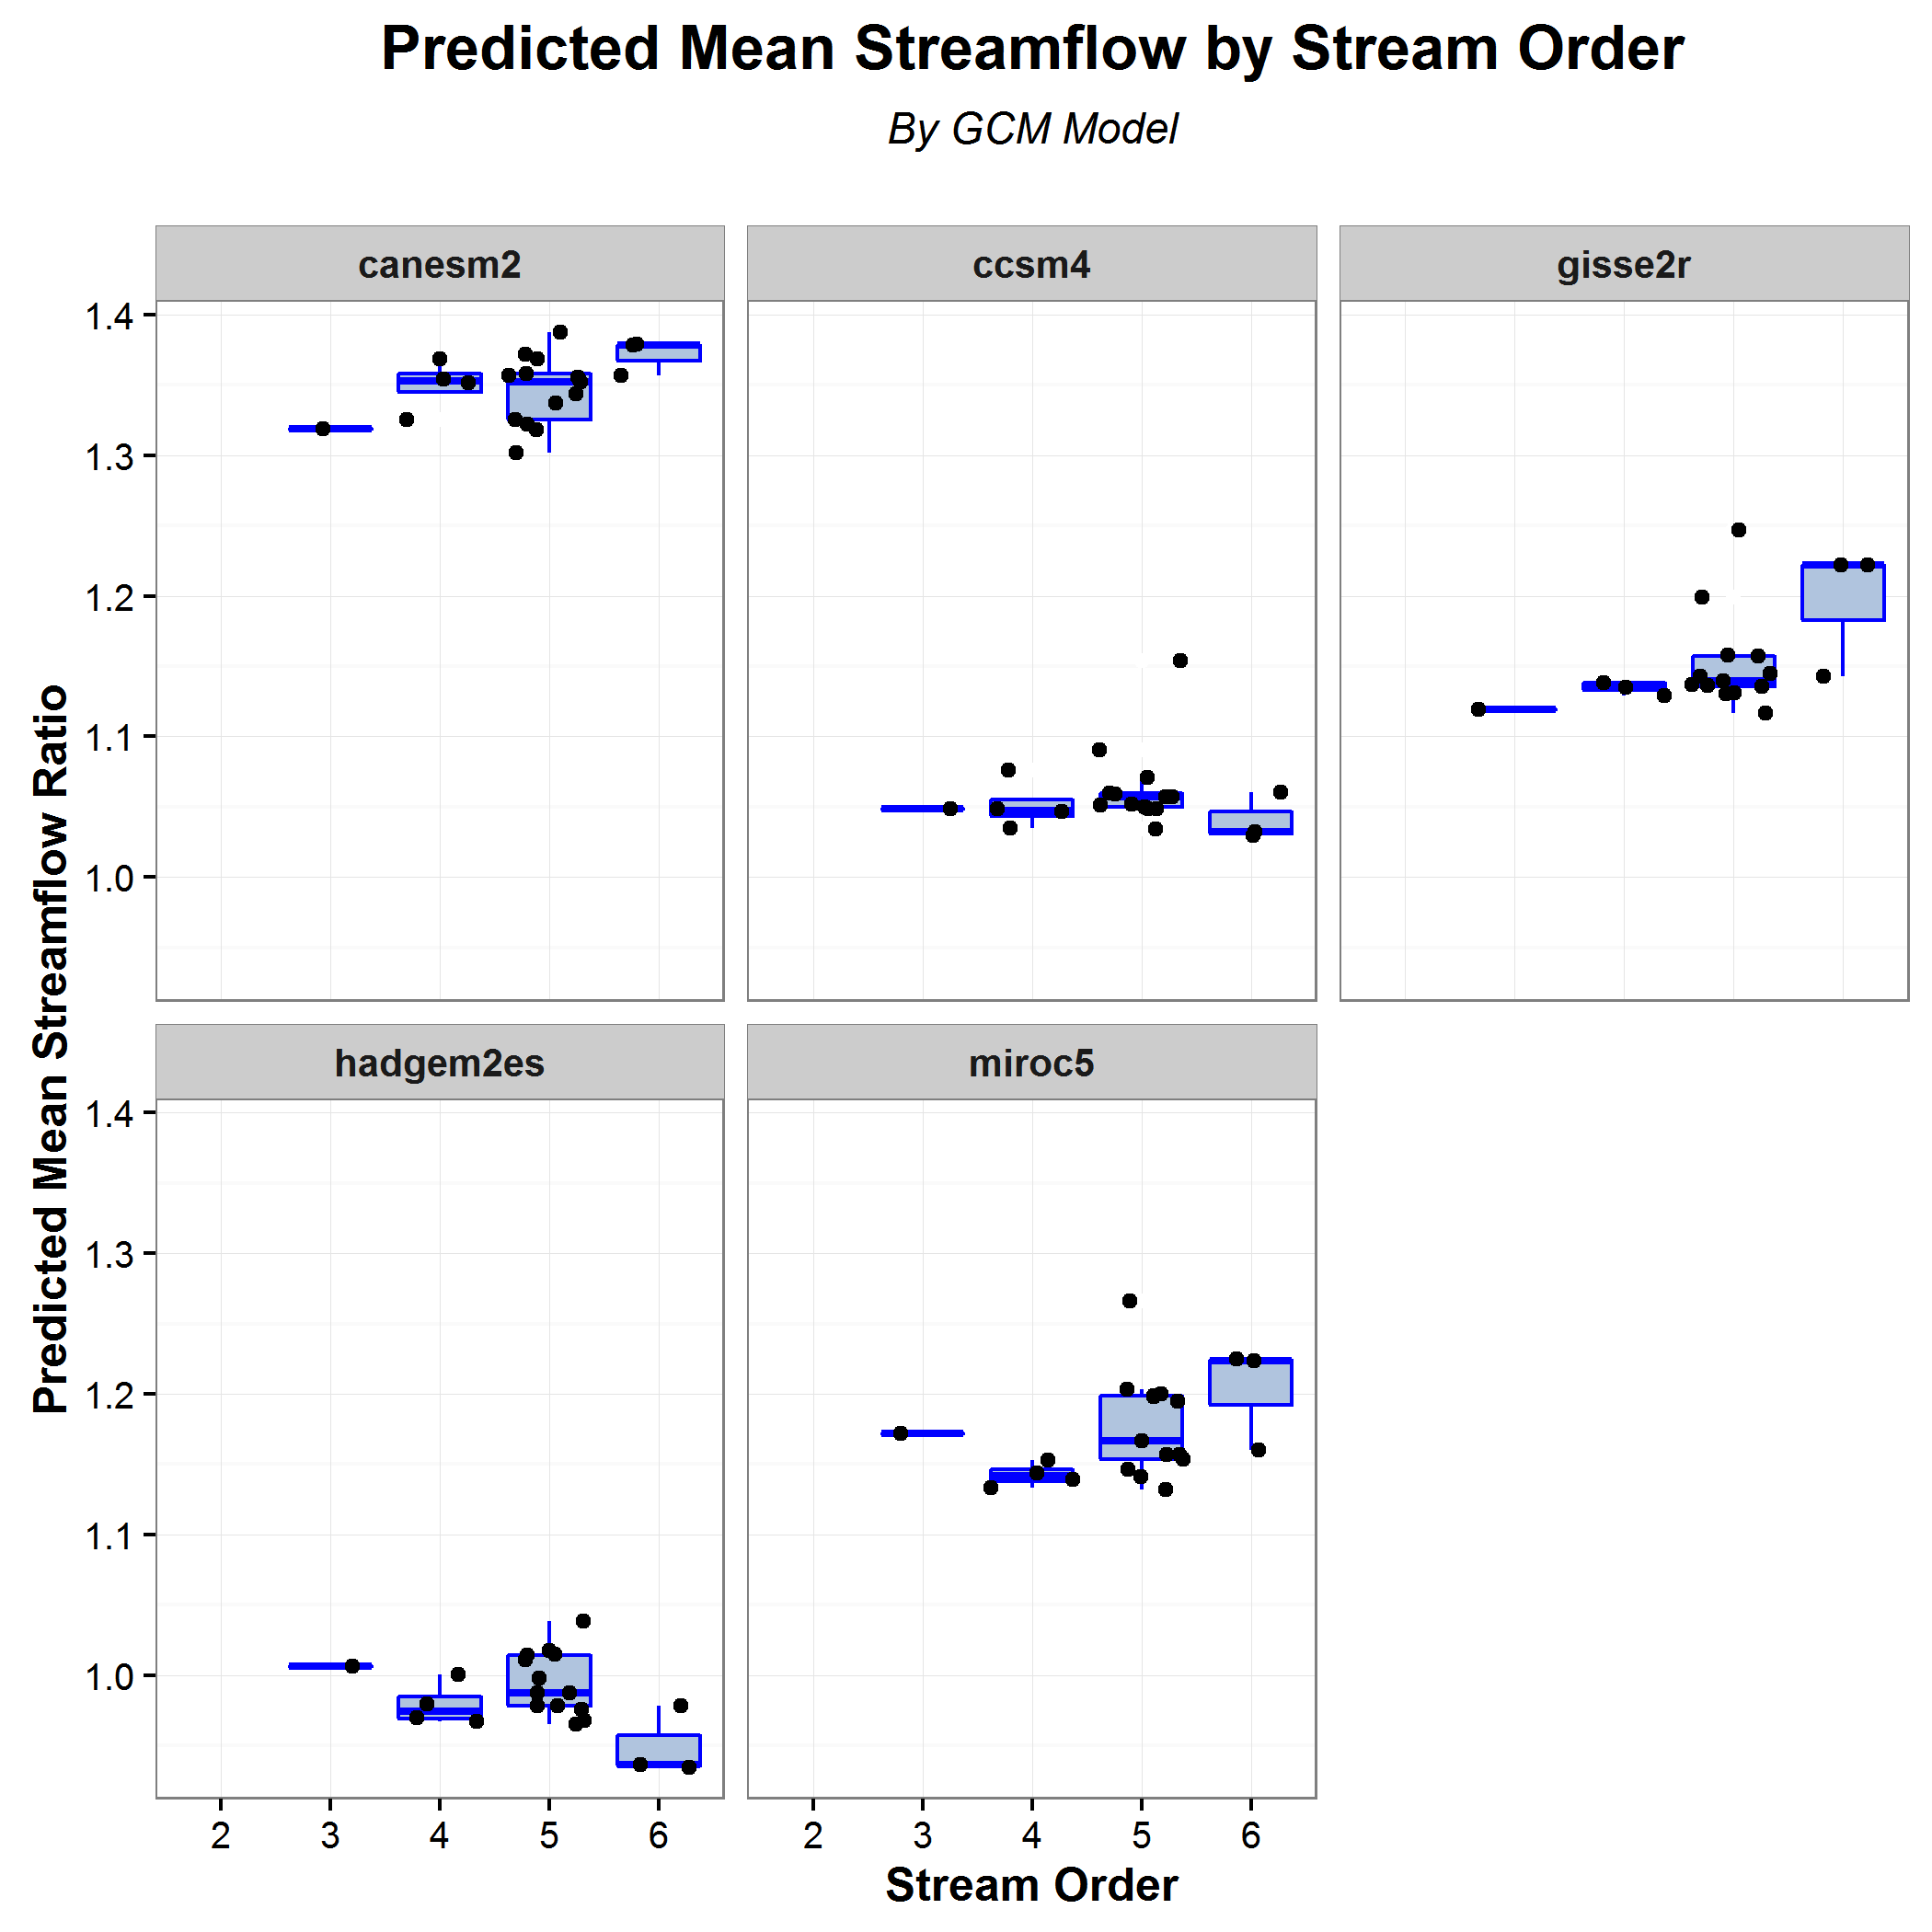 Predicted Mean Streamflow by Stream Order
By GCM Model
canesm2
ccsm4
gisse2r
1.4
1.3
1.2
1.1
1.0
Predicted Mean Streamflow Ratio
hadgem2es
miroc5
1.4
1.3
1.2
1.1
1.0
2 3 4 5 6
2 3 4 5 6
Stream Order